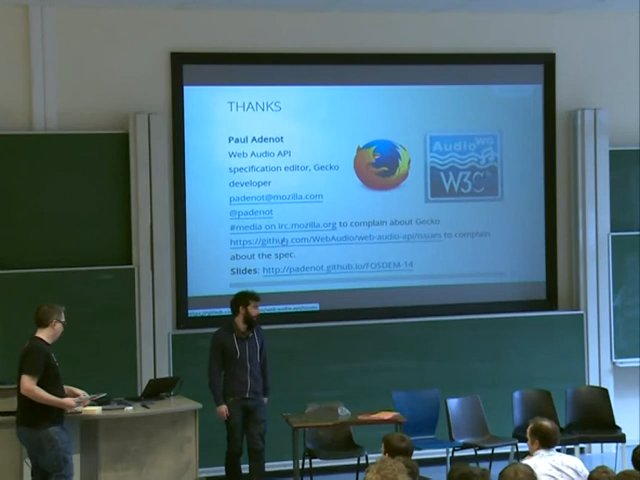 THANKS
Paul Adenot
Web Audio API
specification editor, Gecko
developer
padenot@mozilla.com
@padenot
#media on irc.mozilla.org to complain about Gecko
https://github.com/WebAudio/web-audio-api/issues to complain
about the spec.
Slides: http://padenot.github.io/FOSDEM-14
Audio WG
W3C